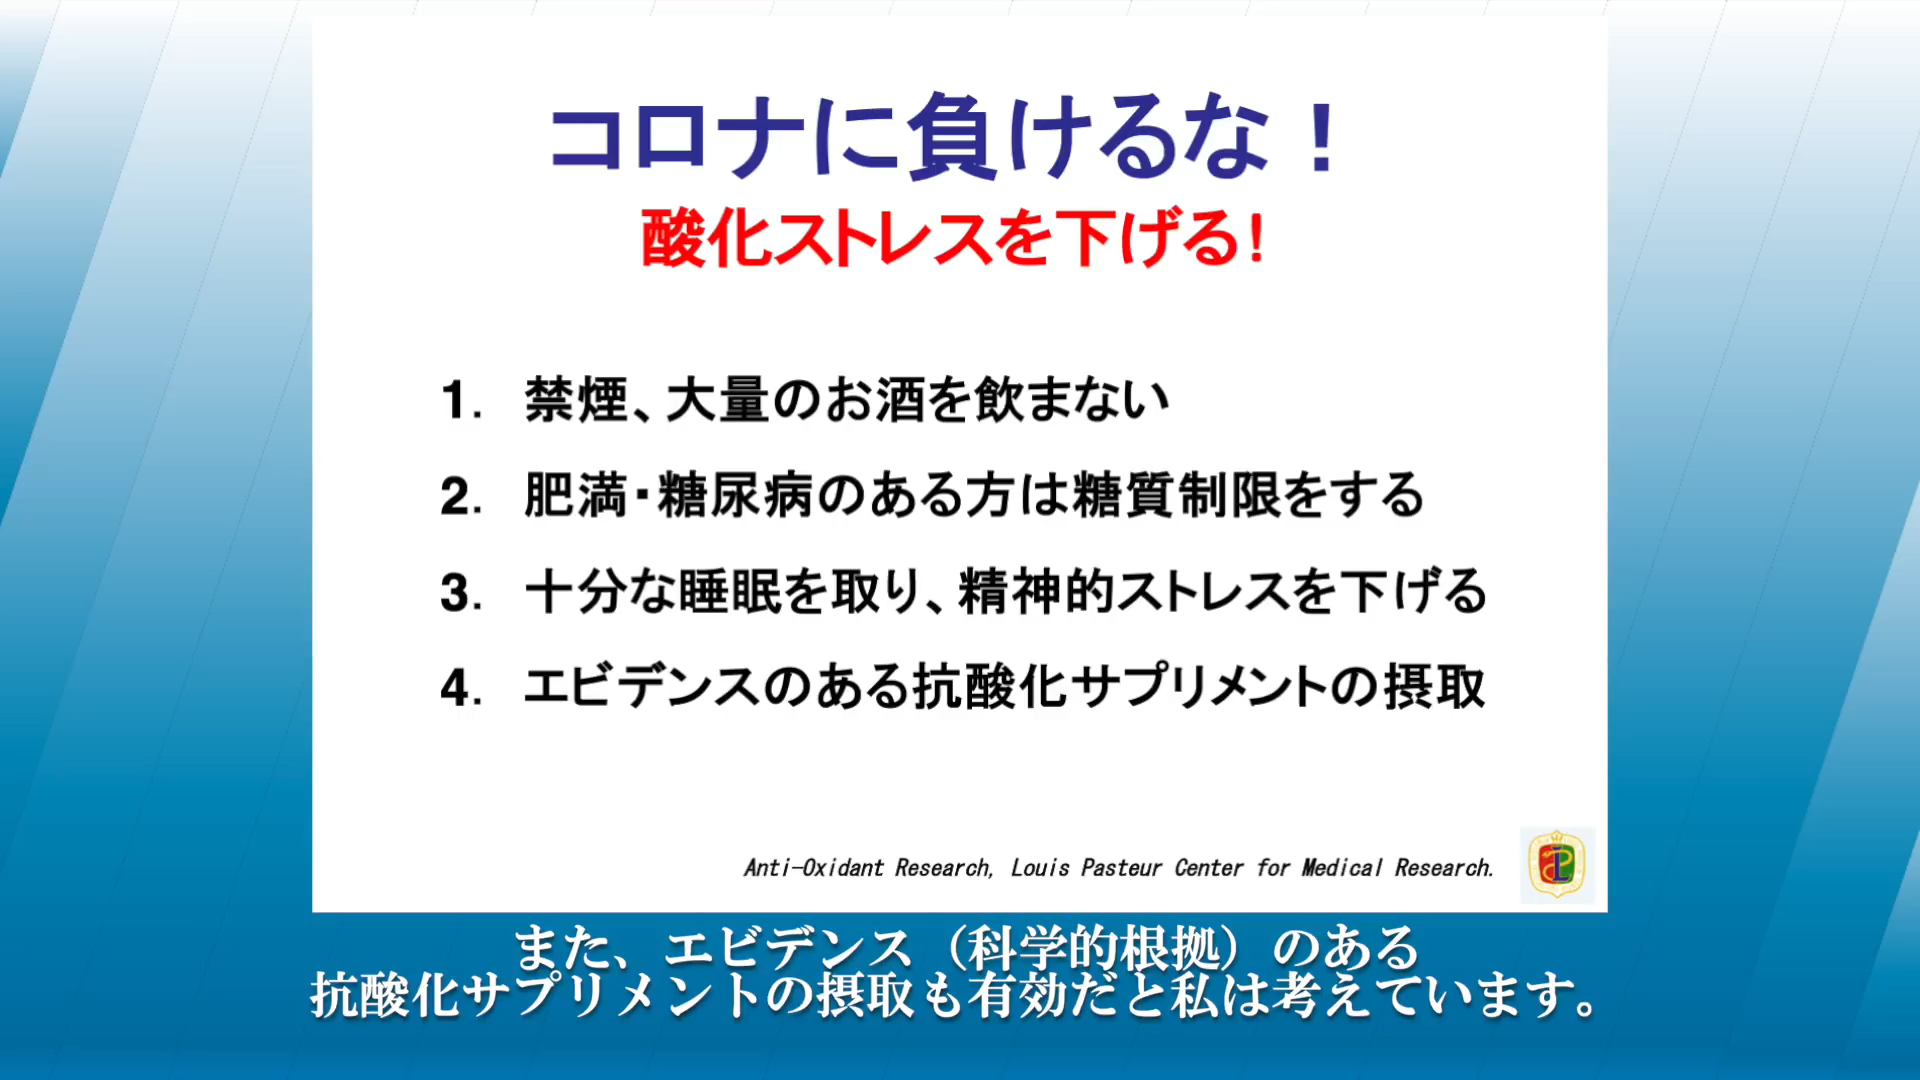 コロナに負けるな！
酸化ストレスを下げる!
1. 禁煙、大量のお酒を飲まない
2. 肥満・糖尿病のある方は糖質制限をする
3. 十分な睡眠を取り、精神的ストレスを下げる
4. エビデンスのある抗酸化サプリメントの摂取
Anti-Oxidant Research, Louis Pasteur Center for Medical Research.
また、エビデンス（科学的根拠）のある
抗酸化サプリメントの摂取も有効だと私は考えています。